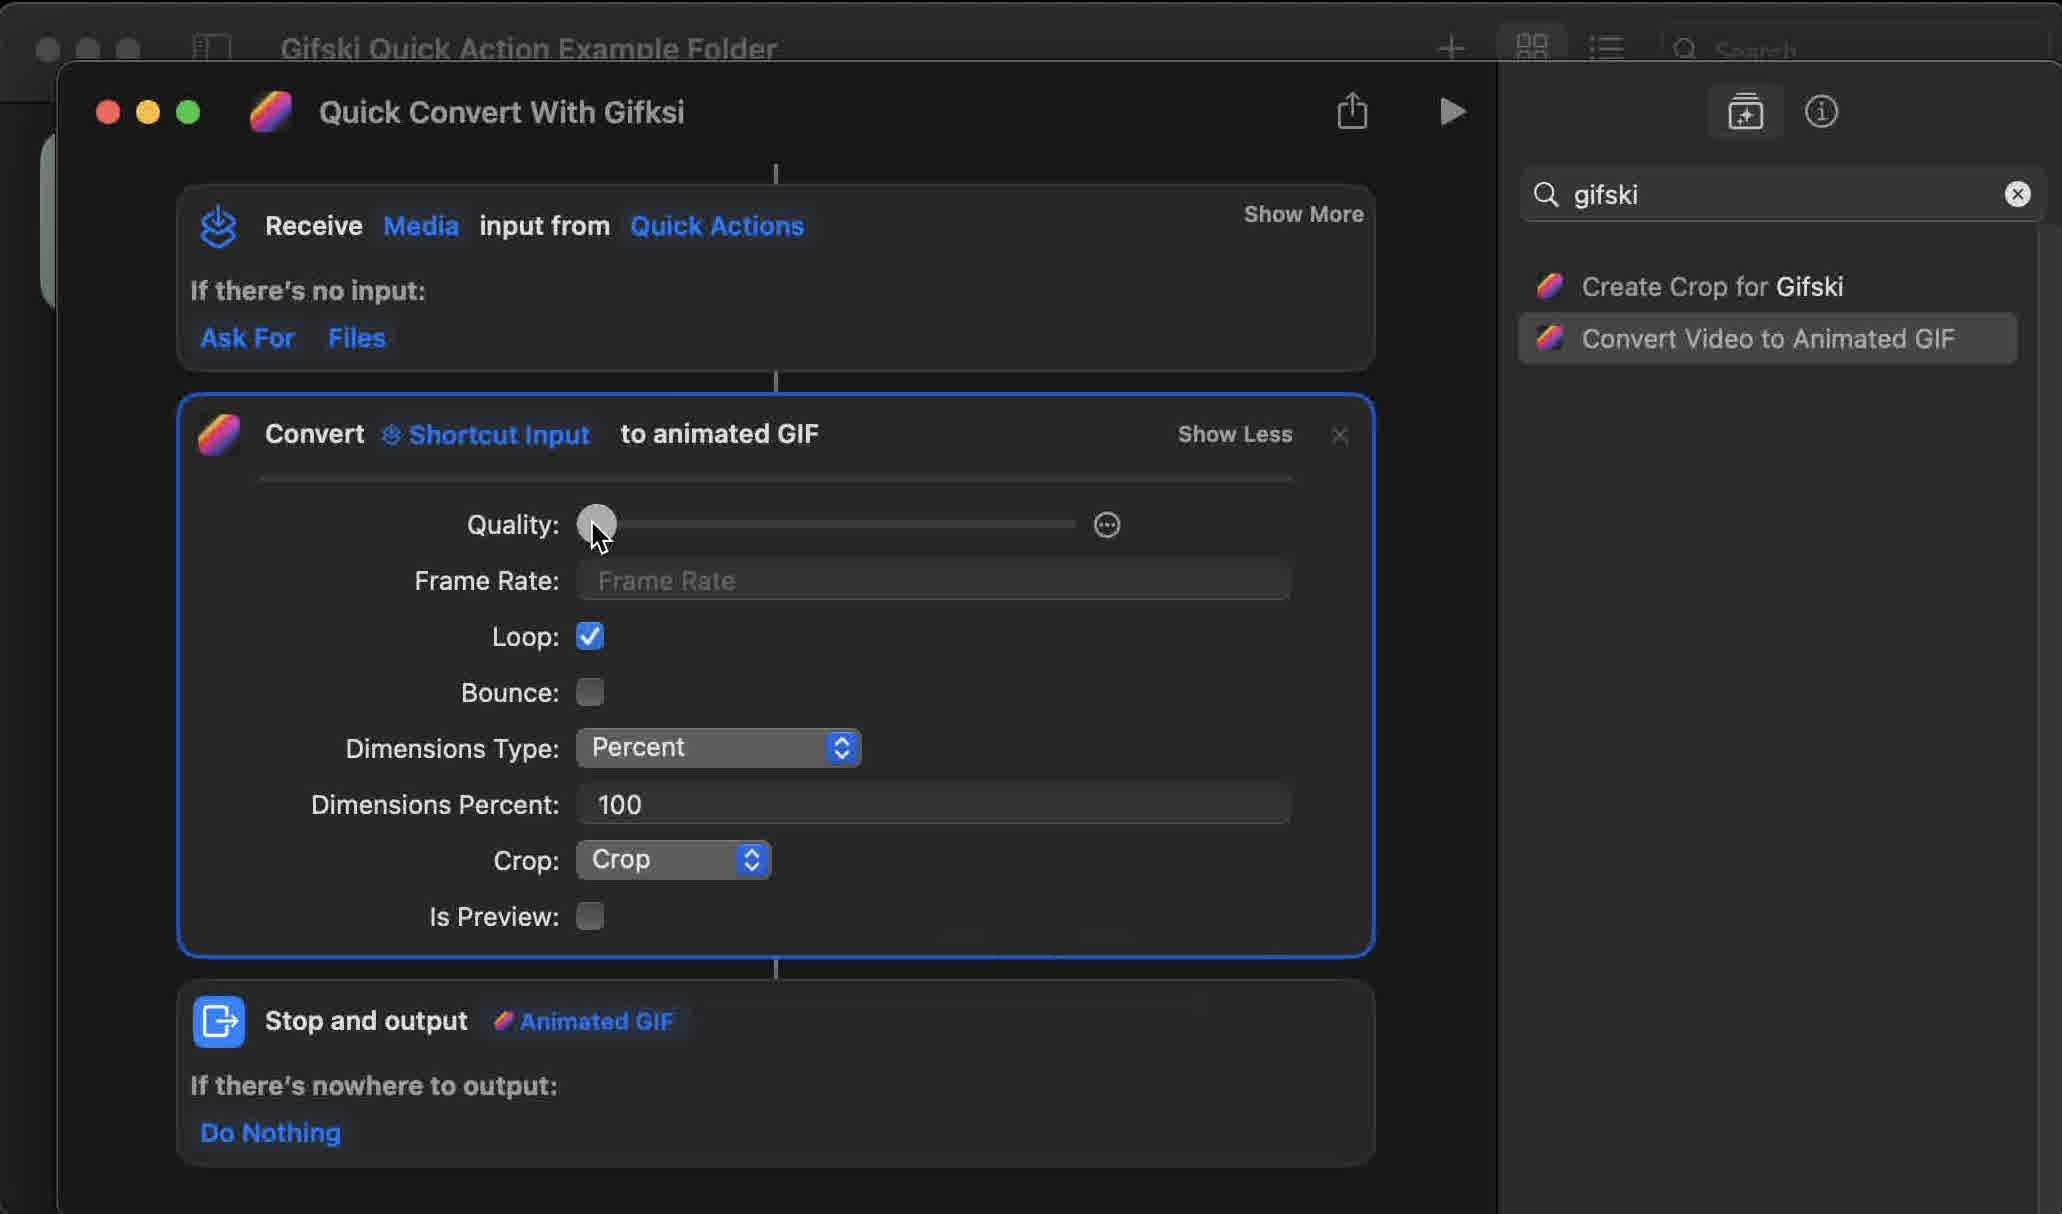 Gifski Quick Action Example Folder
Search
Quick Convert With Gifksi
Receive Media input from Quick Actions
Show More
If there's no input:
Ask For Files
Convert Shortcut Input to animated GIF
Show Less
Quality:
Frame Rate: Frame Rate
Loop:
Bounce:
Dimensions Type: Percent
Dimensions Percent: 100
Crop: Crop
Is Preview:
Stop and output Animated GIF
If there's nowhere to output:
Do Nothing
gifski
Create Crop for Gifski
Convert Video to Animated GIF